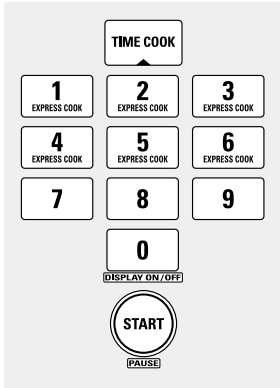 TIME COOK
1 2 3
EXPRESS COOK EXPRESS COOK EXPRESS COOK
4 5 6
EXPRESS COOK EXPRESS COOK EXPRESS COOK
7 8 9
0
DISPLAY ON/OFF
START
PAUSE